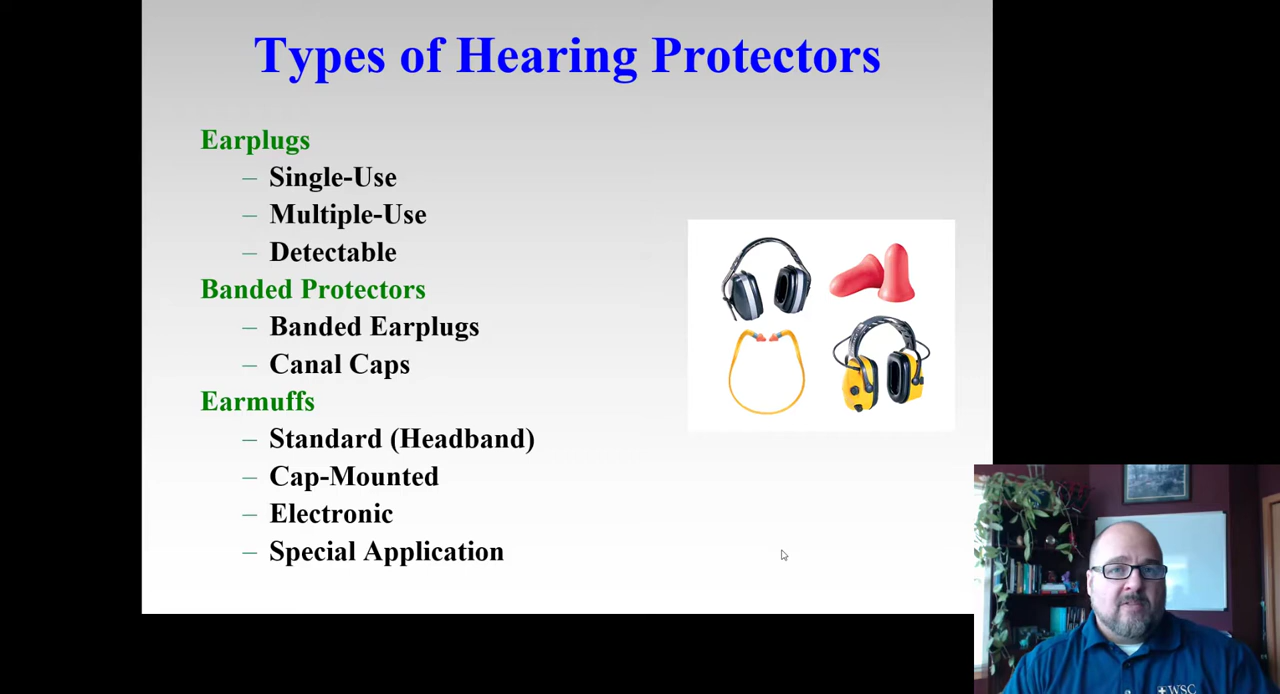 Types of Hearing Protectors
Earplugs
– Single-Use
– Multiple-Use
– Detectable
Banded Protectors
– Banded Earplugs
– Canal Caps
Earmuffs
– Standard (Headband)
– Cap-Mounted
– Electronic
– Special Application
WSC